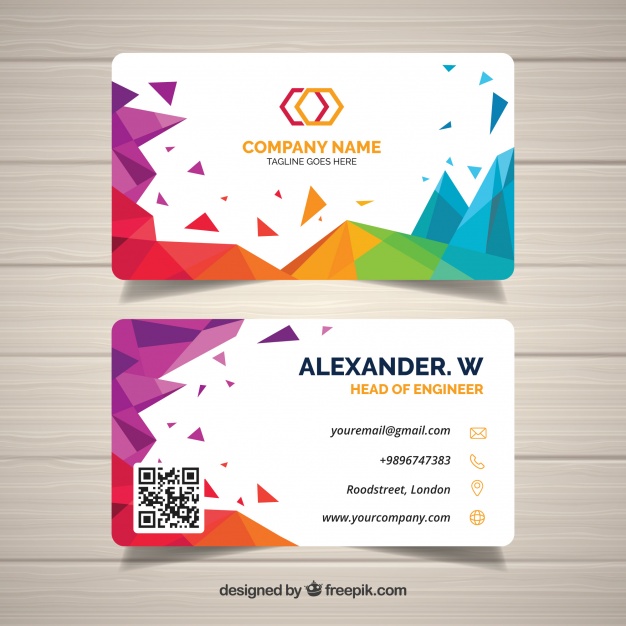 COMPANY NAME
TAGLINE GOES HERE
ALEXANDER. W
HEAD OF ENGINEER
youremail@gmail.com
+9896747383
Roodstreet, London
www.yourcompany.com
designed by freepik.com